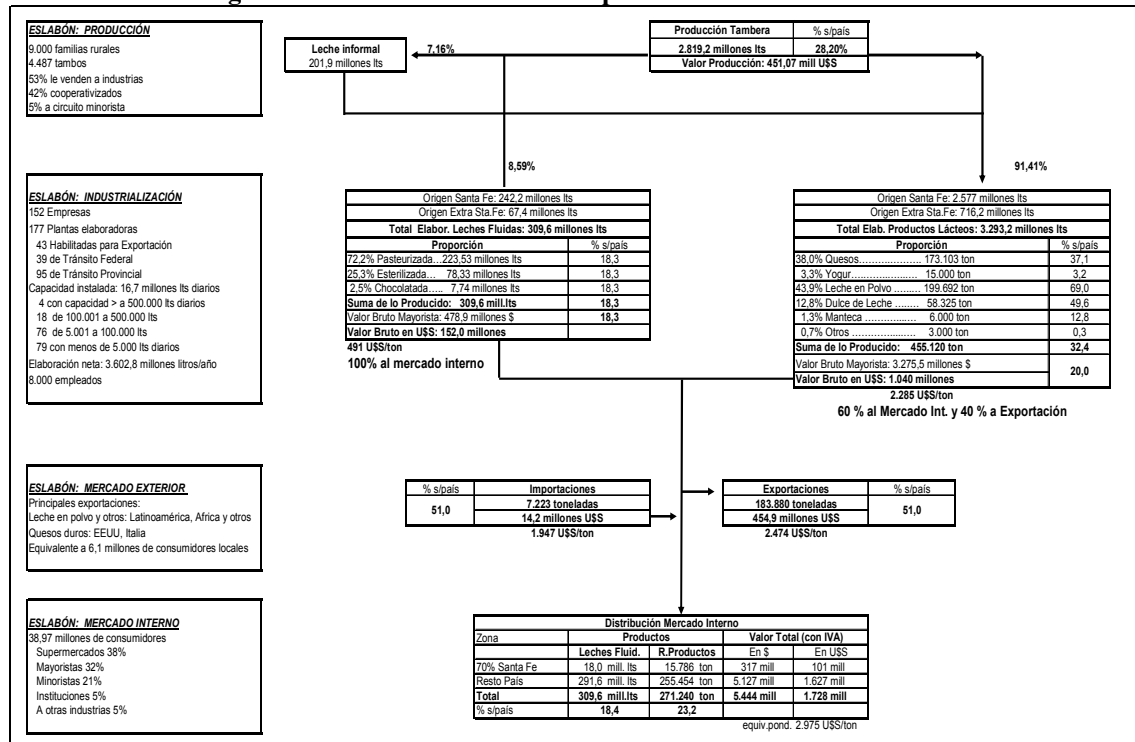 ESLABÓN: PRODUCCIÓN
9.000 familias rurales
4.487 tambos
53% le venden a industrias
42% cooperativizados
5% a circuito minorista
Leche informal
201,9 millones lts
7,16%
Producción Tambera % s/país
2.819,2 millones lts 28,20%
Valor Producción: 451,07 mill U$S
8,59%
91,41%
ESLABÓN: INDUSTRIALIZACIÓN
152 Empresas
177 Plantas elaboradoras
43 Habilitadas para Exportación
39 de Tránsito Federal
95 de Tránsito Provincial
Capacidad instalada: 16,7 millones lts diarios
4 con capacidad > a 500.000 lts diarios
18 de 100.001 a 500.000 lts
76 de 5.001 a 100.000 lts
79 con menos de 5.000 lts diarios
Elaboración neta: 3.602,8 millones litros/año
8.000 empleados
Origen Santa Fe: 242,2 millones lts
Origen Extra Sta.Fe: 67,4 millones lts
Total Elabor. Leches Fluidas: 309,6 millones lts
Proporción % s/país
72,2% Pasteurizada...223,53 millones lts 18,3
25,3% Esterilizada... 78,33 millones lts 18,3
2,5% Chocolatada..... 7,74 millones lts 18,3
Suma de lo Producido: 309,6 mill.lts 18,3
Valor Bruto Mayorista: 478,9 millones $ 18,3
Valor Bruto en U$S: 152,0 millones
491 U$S/ton
100% al mercado interno
Origen Santa Fe: 2.577 millones lts
Origen Extra Sta.Fe: 716,2 millones lts
Total Elab. Productos Lácteos: 3.293,2 millones lts
Proporción % s/país
38,0% Quesos................. 173.103 ton 37,1
3,3% Yogur.................... 15.000 ton 3,2
43,9% Leche en Polvo ........ 199.692 ton 69,0
12,8% Dulce de Leche ....... 58.325 ton 49,6
1,3% Manteca ................ 6.000 ton 12,8
0,7% Otros .................... 3.000 ton 0,3
Suma de lo Producido: 455.120 ton 32,4
Valor Bruto Mayorista: 3.275,5 millones $
20,0
Valor Bruto en U$S: 1.040 millones
2.285 U$S/ton
60 % al Mercado Int. y 40 % a Exportación
ESLABÓN: MERCADO EXTERIOR
Principales exportaciones:
Leche en polvo y otros: Latinoamérica, Africa y otros
Quesos duros: EEUU, Italia
Equivalente a 6,1 millones de consumidores locales
% s/país Importaciones
51,0
7.223 toneladas
14,2 millones U$S
1.947 U$S/ton
Exportaciones % s/país
183.880 toneladas
51,0
454,9 millones U$S
2.474 U$S/ton
ESLABÓN: MERCADO INTERNO
38,97 millones de consumidores
Supermercados 38%
Mayoristas 32%
Minoristas 21%
Instituciones 5%
A otras industrias 5%
Distribución Mercado Interno
Zona Productos Valor Total (con IVA)
Leches Fluid. R.Productos En $ En U$S
70% Santa Fe 18,0 mill. lts 15.786 ton 317 mill 101 mill
Resto País 291,6 mill. lts 255.454 ton 5.127 mill 1.627 mill
Total 309,6 mill.lts 271.240 ton 5.444 mill 1.728 mill
% s/país 18,4 23,2
equiv.pond. 2.975 U$S/ton